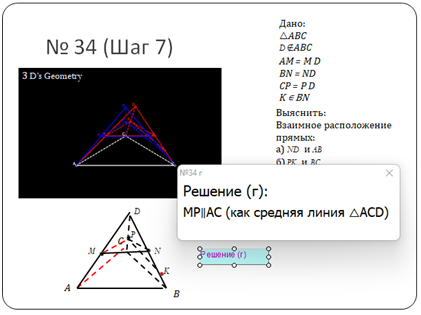 № 34 (Шаг 7)
Дано:
△ABC
D∉ABC
AM = M D
BN = ND
CP = P D
K ∈ BN
Выяснить:
Взаимное расположение
прямых:
а) ND и AB
б) PK и BC
3 D's Geometry
№34 г
Решение (г):
MP∥AC (как средняя линия △ACD)
Решение (г)
D
C
P
M
N
K
A
B